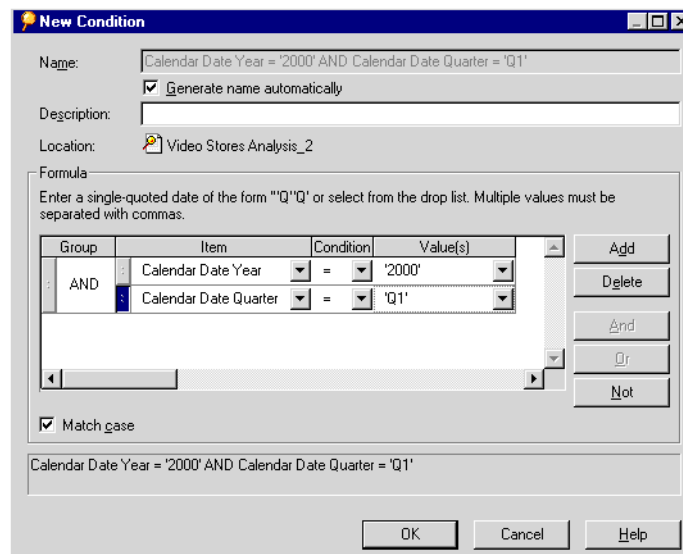 New Condition
Name: Calendar Date Year = '2000' AND Calendar Date Quarter = 'Q1'
Generate name automatically
Description:
Location: Video Stores Analysis_2
Formula
Enter a single-quoted date of the form "'Q''Q' or select from the drop list. Multiple values must be
separated with commas.
Group Item Condition Value(s)
AND
Calendar Date Year = '2000'
Calendar Date Quarter = 'Q1'
Add
Delete
And
Or
Not
Match case
Calendar Date Year = '2000' AND Calendar Date Quarter = 'Q1'
OK Cancel Help